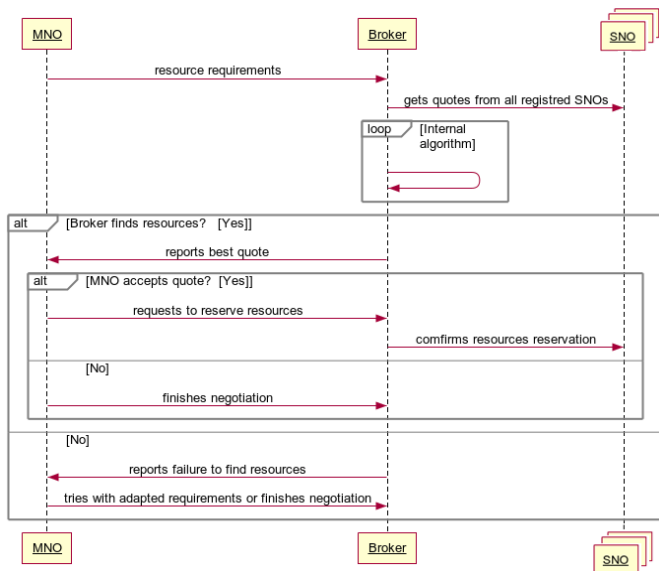 MNO
Broker
SNO
resource requirements
gets quotes from all registred SNOs
loop
[Internal
algorithm]
alt
[Broker finds resources? [Yes]]
reports best quote
alt
[MNO accepts quote? [Yes]]
requests to reserve resources
comfirms resources reservation
[No]
finishes negotiation
[No]
reports failure to find resources
tries with adapted requirements or finishes negotiation
MNO
Broker
SNO